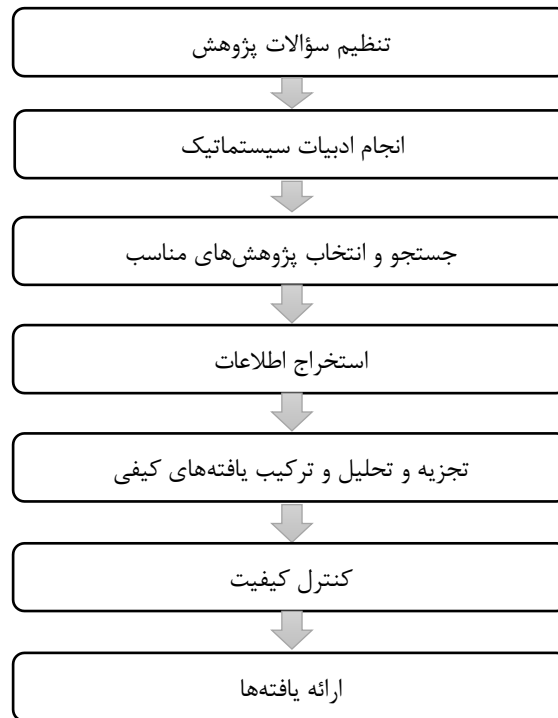 تنظیم سؤالات پژوهش
انجام ادبیات سیستماتیک
جستجو و انتخاب پژوهش‌های مناسب
استخراج اطلاعات
تجزیه و تحلیل و ترکیب یافته‌های کیفی
کنترل کیفیت
ارائه یافته‌ها